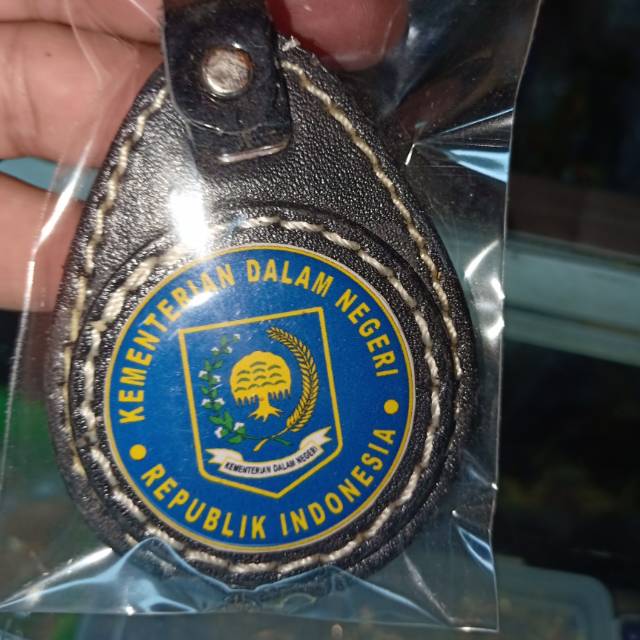 KEMENTERIAN DALAM NEGERI
REPUBLIK INDONESIA
KEMENTERIAN DALAM NEGERI